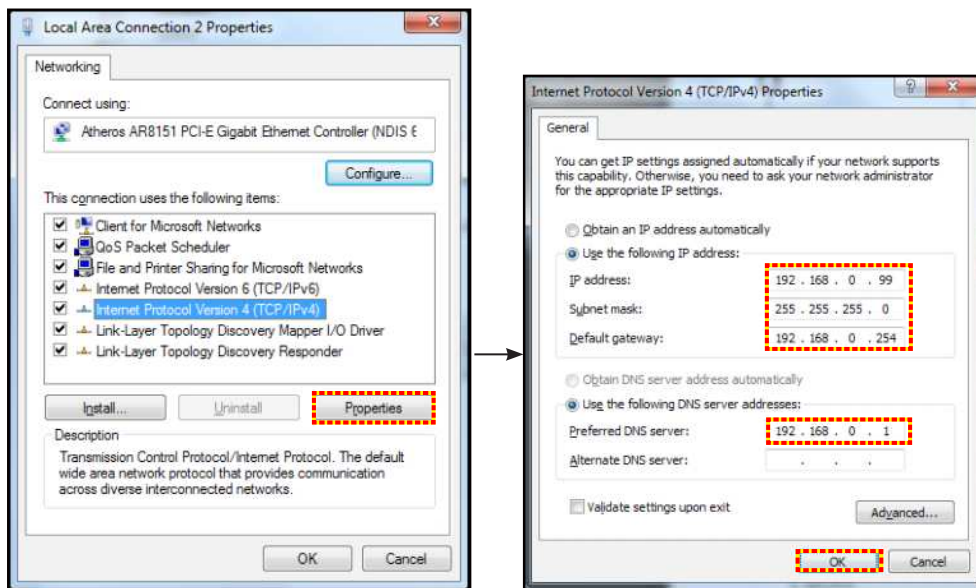 Local Area Connection 2 Properties
Networking
Connect using:
Atheros AR8151 PCI-E Gigabit Ethernet Controller (NDIS 6
Configure...
This connection uses the following items:
Client for Microsoft Networks
QoS Packet Scheduler
File and Printer Sharing for Microsoft Networks
Internet Protocol Version 6 (TCP/IPv6)
Internet Protocol Version 4 (TCP/IPv4)
Link-Layer Topology Discovery Mapper I/O Driver
Link-Layer Topology Discovery Responder
Install... Uninstall Properties
Description
Transmission Control Protocol/Internet Protocol. The default
wide area network protocol that provides communication
across diverse interconnected networks.
OK Cancel
Internet Protocol Version 4 (TCP/IPv4) Properties
General
You can get IP settings assigned automatically if your network supports
this capability. Otherwise, you need to ask your network administrator
for the appropriate IP settings.
Obtain an IP address automatically
Use the following IP address:
IP address: 192 . 168 . 0 . 99
Subnet mask: 255 . 255 . 255 . 0
Default gateway: 192 . 168 . 0 . 254
Obtain DNS server address automatically
Use the following DNS server addresses:
Preferred DNS server: 192 . 168 . 0 . 1
Alternate DNS server: . . .
Validate settings upon exit
Advanced...
OK Cancel